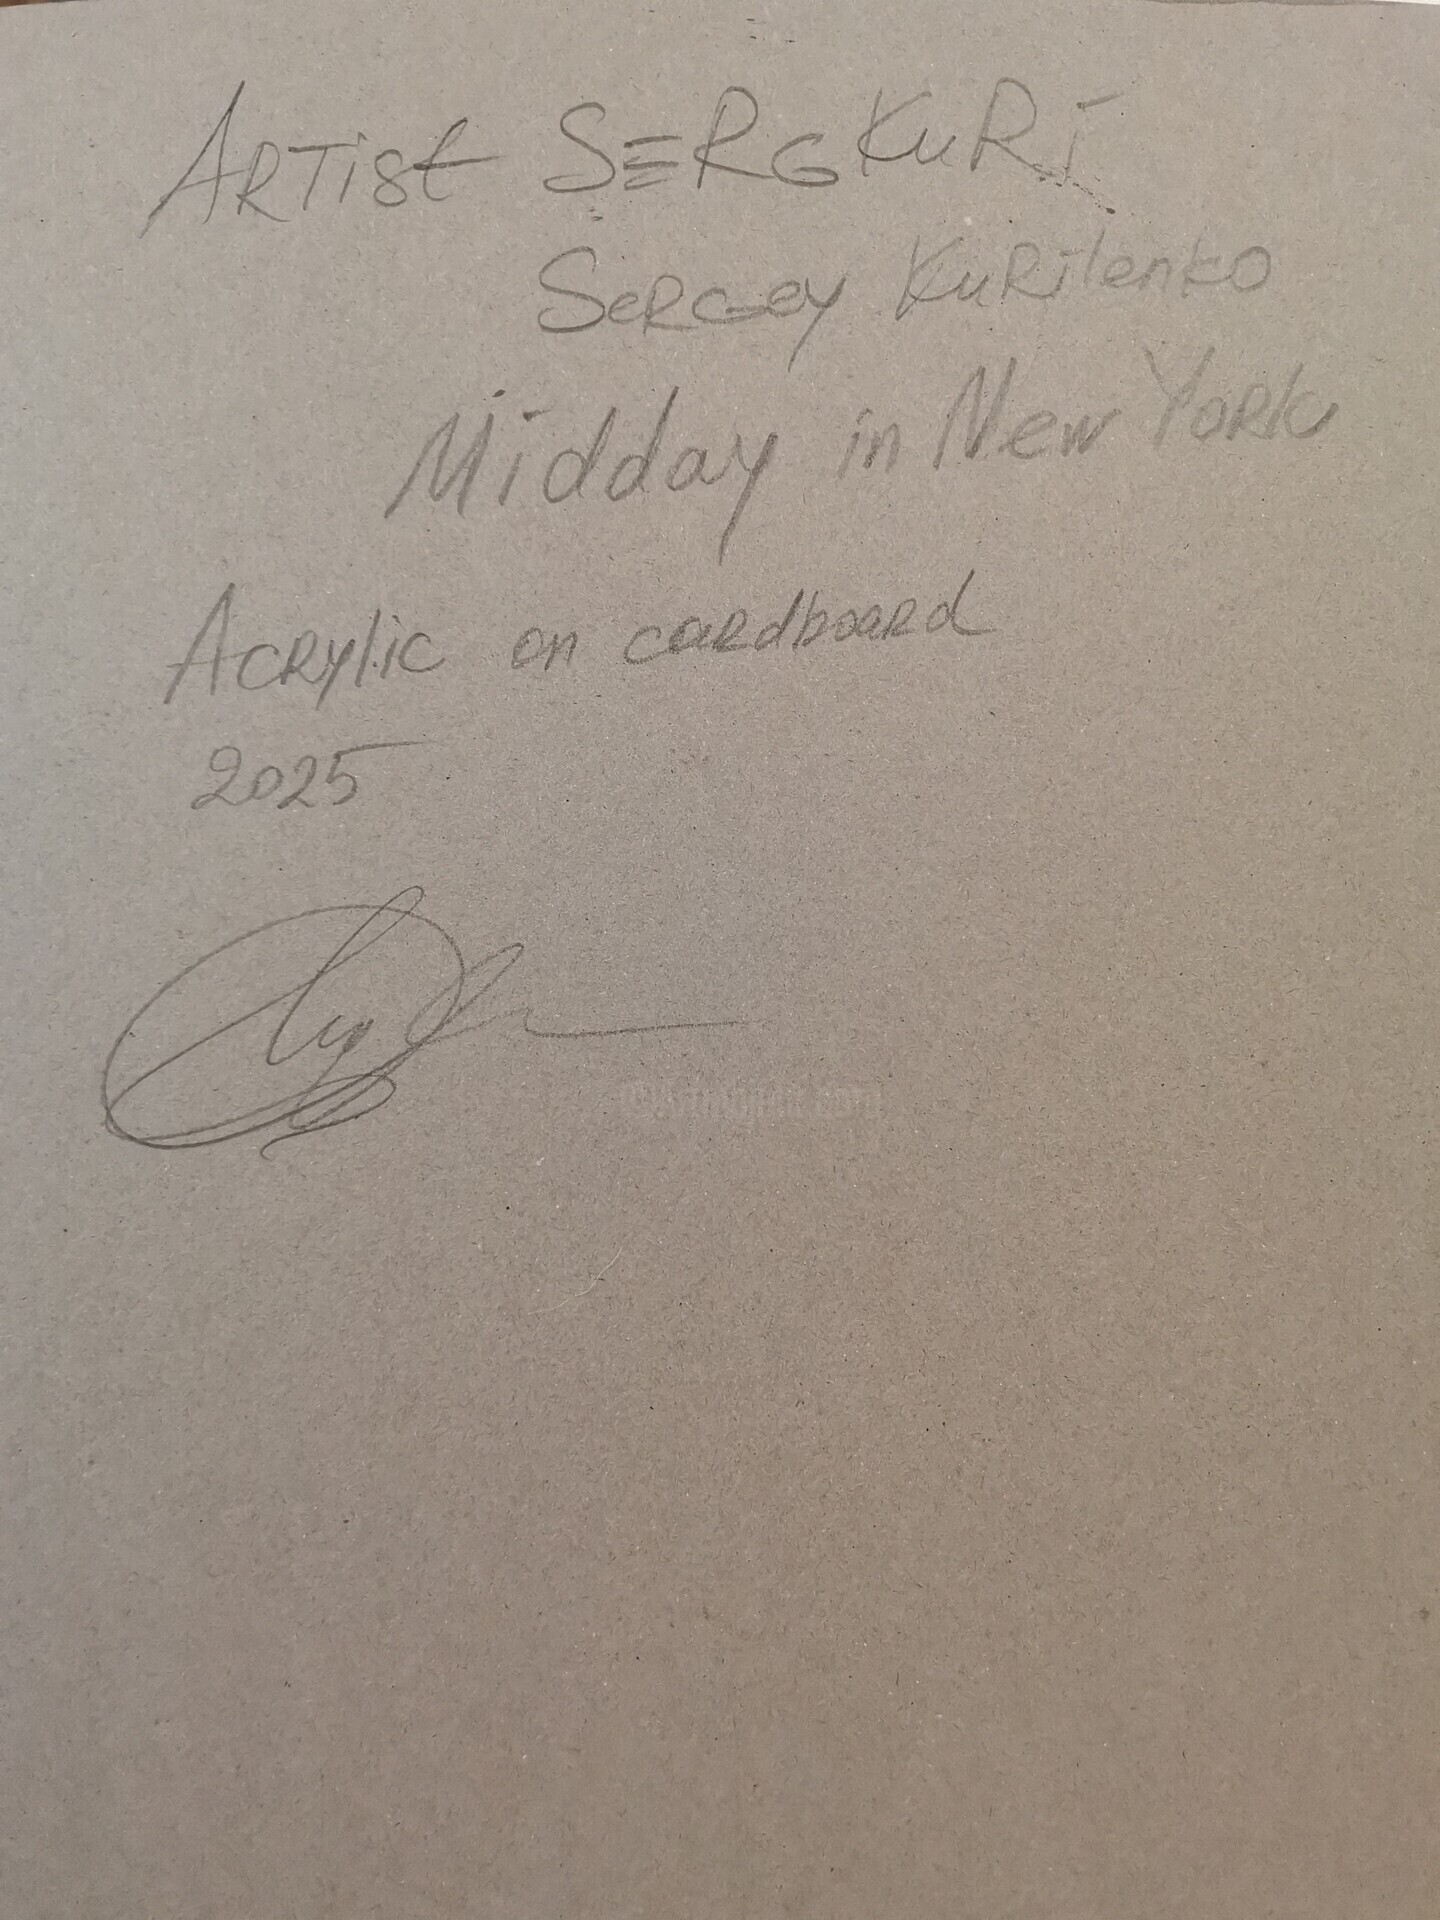 Artist SERGKURI
Sergey Kurilenko
Midday in New York
Acrylic on cardboard
2025